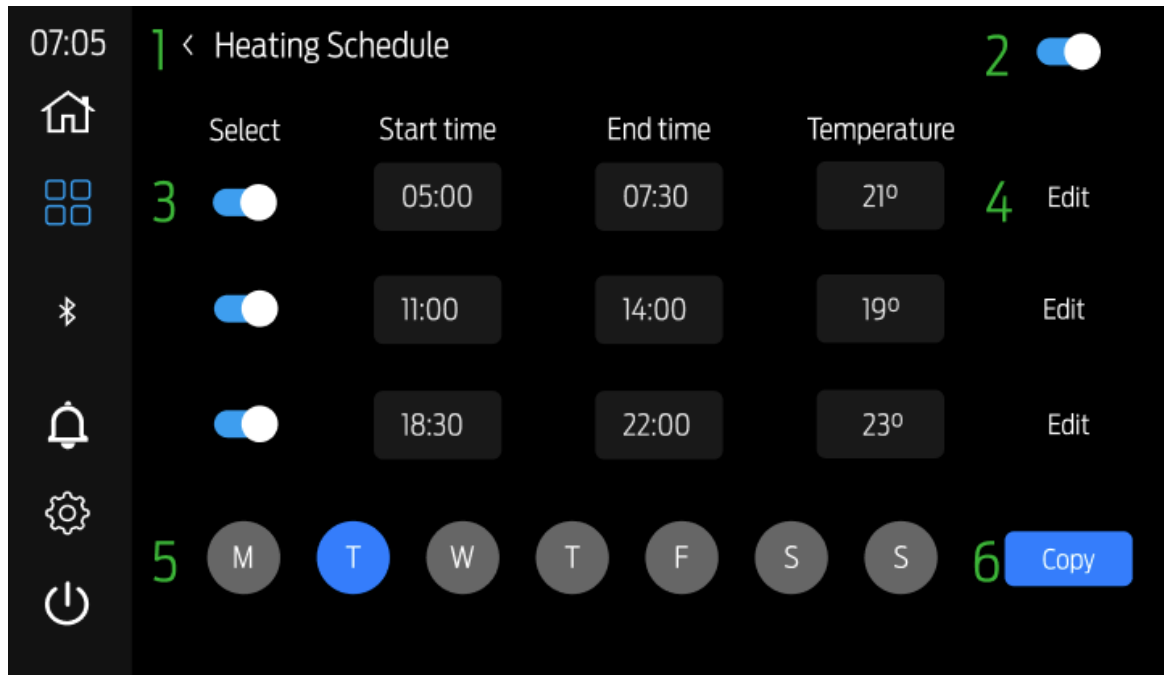 07:05
1 < Heating Schedule 2
Select Start time End time Temperature
3 05:00 07:30 21º 4 Edit
11:00 14:00 19º Edit
18:30 22:00 23º Edit
5 M T W T F S S 6 Copy